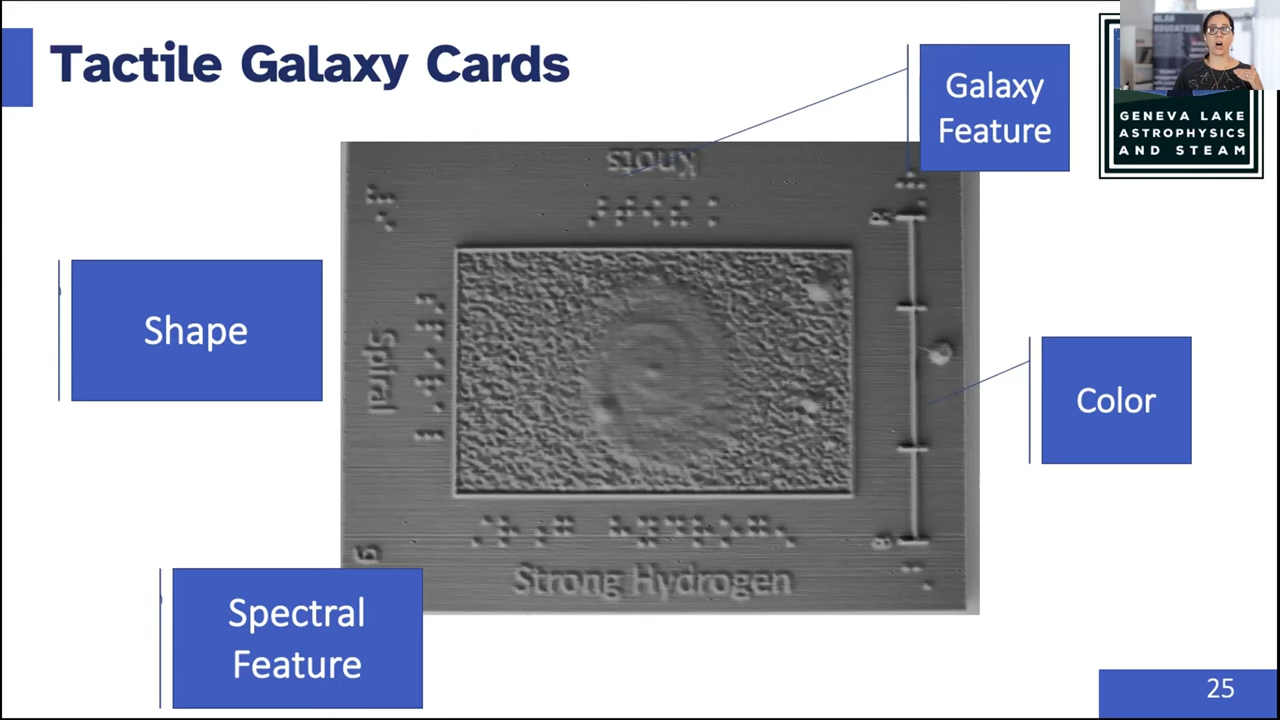 Tactile Galaxy Cards
Galaxy
Feature
GENEVA LAKE
ASTROPHYSICS
AND STEAM
Knots
R
Shape
Spiral
Color
B
6
Strong Hydrogen
Spectral
Feature
25